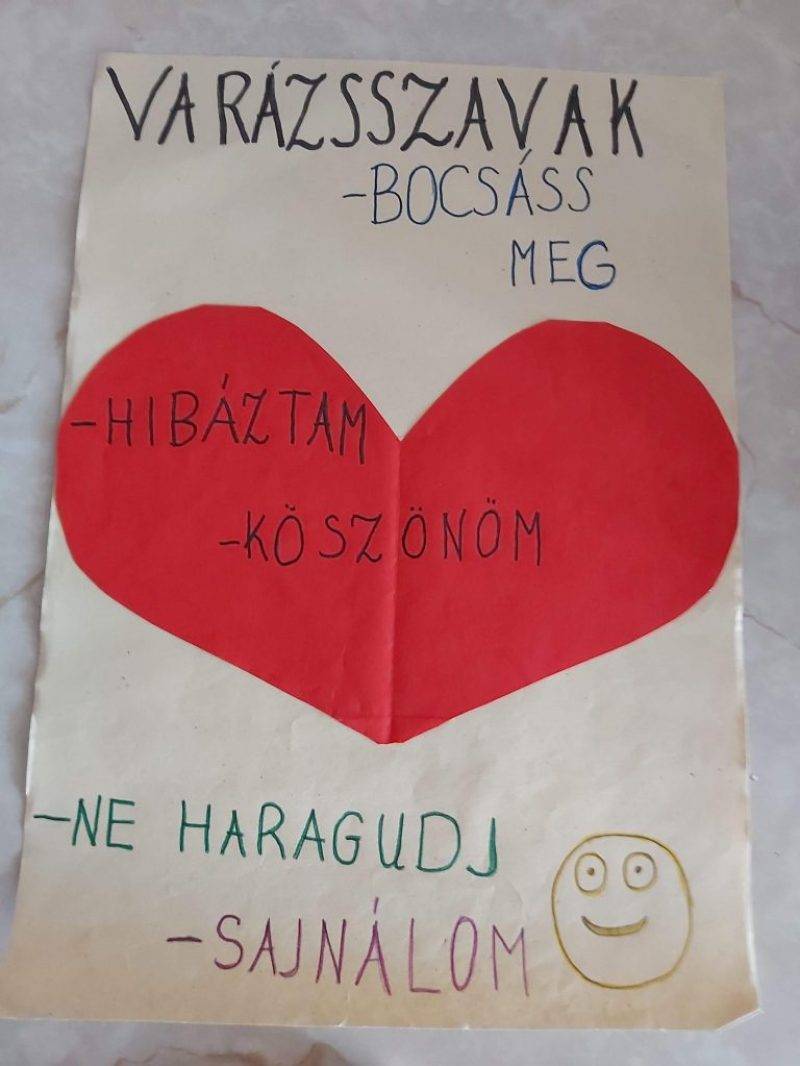 VARÁZSSZAVAK
-BOCSÁSS
MEG
-HIBÁZTAM
-KÖSZÖNÖM
-NE HARAGUDJ
-SAJNÁLOM